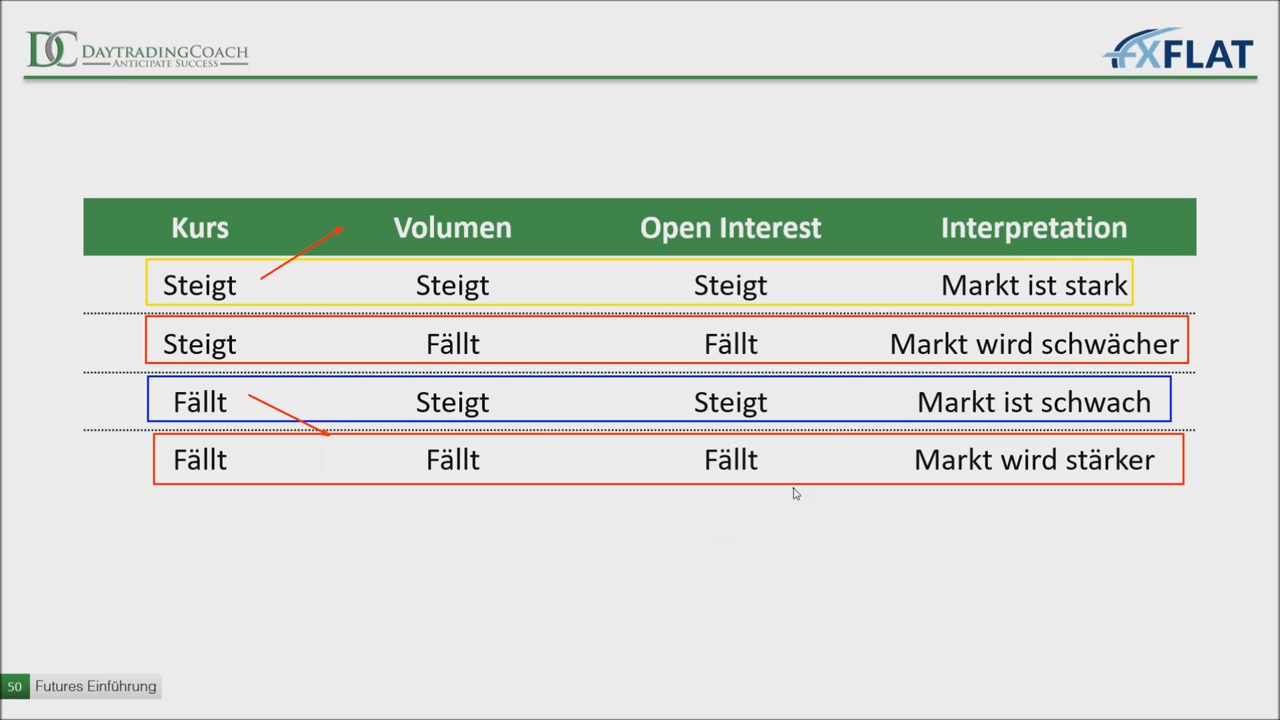 DC DAYTRADINGCOACH
ANTICIPATE SUCCESS
FXFLAT
Kurs Volumen Open Interest Interpretation
Steigt Steigt Steigt Markt ist stark
Steigt Fällt Fällt Markt wird schwächer
Fällt Steigt Steigt Markt ist schwach
Fällt Fällt Fällt Markt wird stärker
50 Futures Einführung